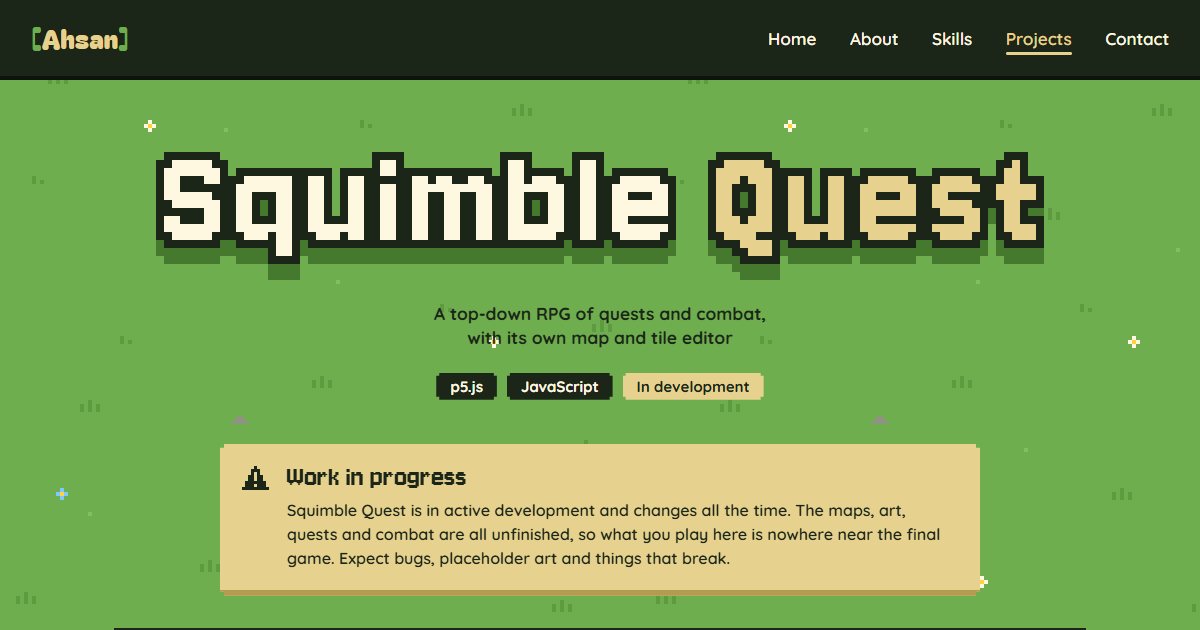 [Ahsan]
Home About Skills Projects Contact
Squimble Quest
A top-down RPG of quests and combat,
with its own map and tile editor
p5.js JavaScript In development
Work in progress
Squimble Quest is in active development and changes all the time. The maps, art,
quests and combat are all unfinished, so what you play here is nowhere near the final
game. Expect bugs, placeholder art and things that break.